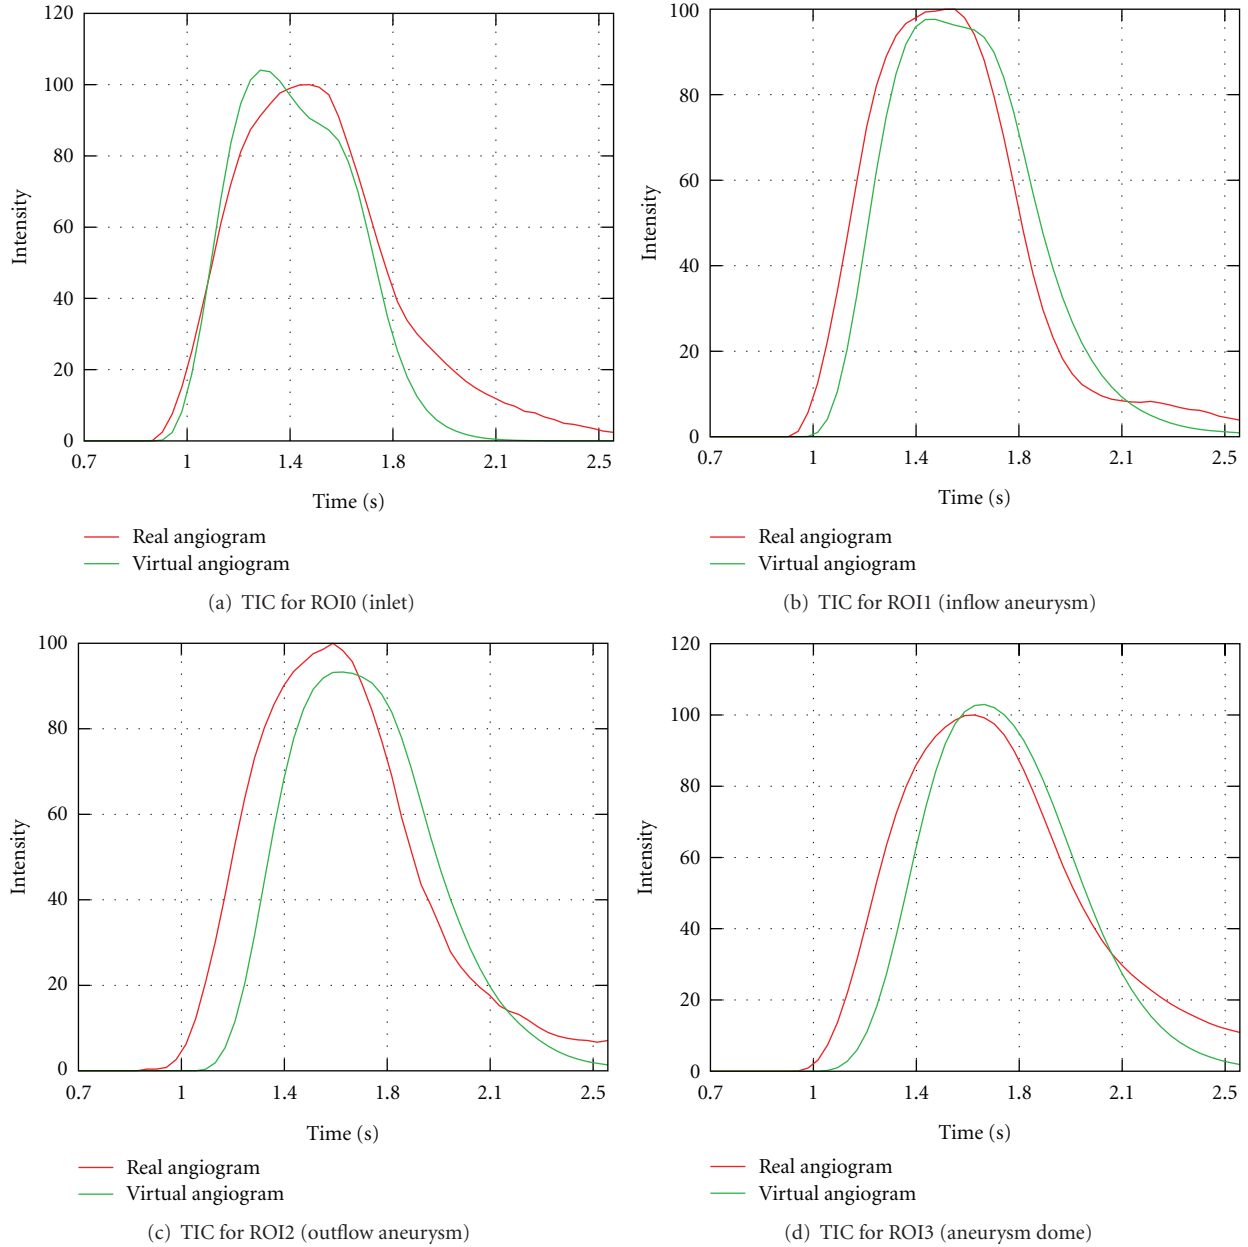 120
100
80
60
40
20
0
Intensity
0.7 1 1.4 1.8 2.1 2.5
Time (s)
Real angiogram
Virtual angiogram
(a) TIC for ROI0 (inlet)
100
80
60
40
20
0
Intensity
0.7 1 1.4 1.8 2.1 2.5
Time (s)
Real angiogram
Virtual angiogram
(b) TIC for ROI1 (inflow aneurysm)
100
80
60
40
20
0
Intensity
0.7 1 1.4 1.8 2.1 2.5
Time (s)
Real angiogram
Virtual angiogram
(c) TIC for ROI2 (outflow aneurysm)
120
100
80
60
40
20
0
Intensity
0.7 1 1.4 1.8 2.1 2.5
Time (s)
Real angiogram
Virtual angiogram
(d) TIC for ROI3 (aneurysm dome)